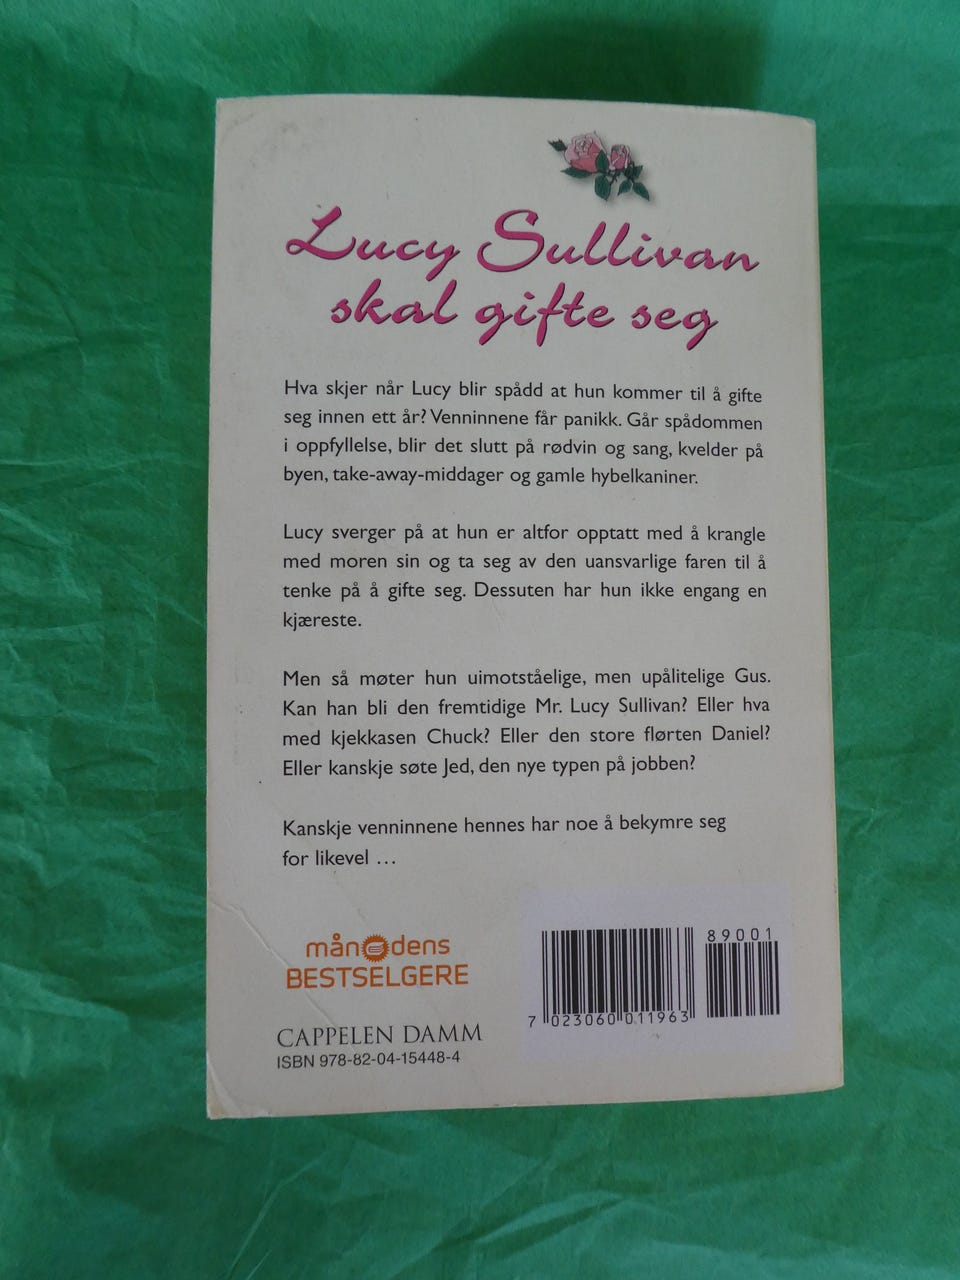 Lucy Sullivan
skal gifte seg
Hva skjer når Lucy blir spådd at hun kommer til å gifte
seg innen ett år? Venninnene får panikk. Går spådommen
i oppfyllelse, blir det slutt på rødvin og sang, kvelder på
byen, take-away-middager og gamle hybelkaniner.
Lucy sverger på at hun er altfor opptatt med å krangle
med moren sin og ta seg av den uansvarlige faren til å
tenke på å gifte seg. Dessuten har hun ikke engang en
kjæreste.
Men så møter hun uimotståelige, men upålitelige Gus.
Kan han bli den fremtidige Mr. Lucy Sullivan? Eller hva
med kjekkasen Chuck? Eller den store flørten Daniel?
Eller kanskje søte Jed, den nye typen på jobben?
Kanskje venninnene hennes har noe å bekymre seg
for likevel …
månedens
BESTSELGERE
CAPPELEN DAMM
ISBN 978-82-04-15448-4
89001
7 023060 011963